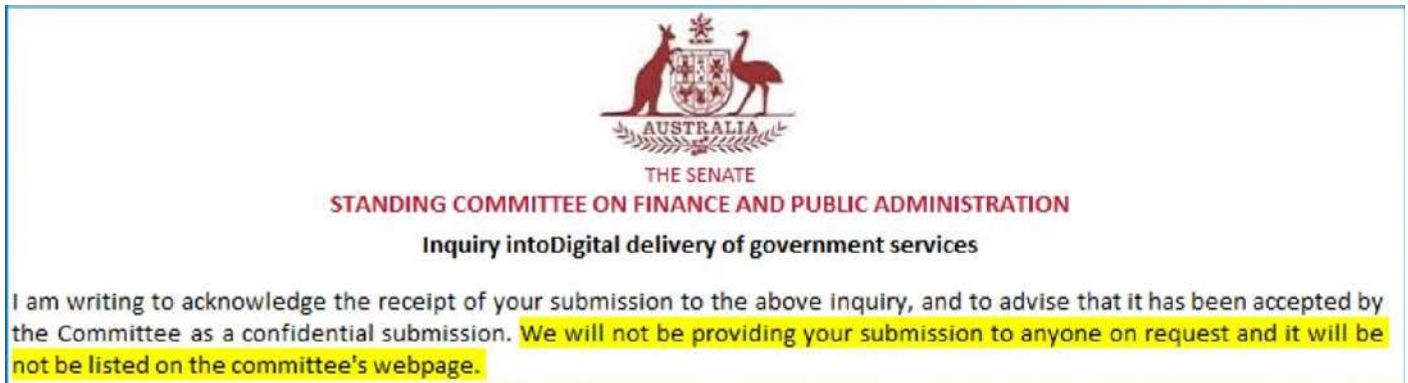 AUSTRALIA
THE SENATE
STANDING COMMITTEE ON FINANCE AND PUBLIC ADMINISTRATION
Inquiry intoDigital delivery of government services
I am writing to acknowledge the receipt of your submission to the above inquiry, and to advise that it has been accepted by
the Committee as a confidential submission. We will not be providing your submission to anyone on request and it will be
not be listed on the committee's webpage.